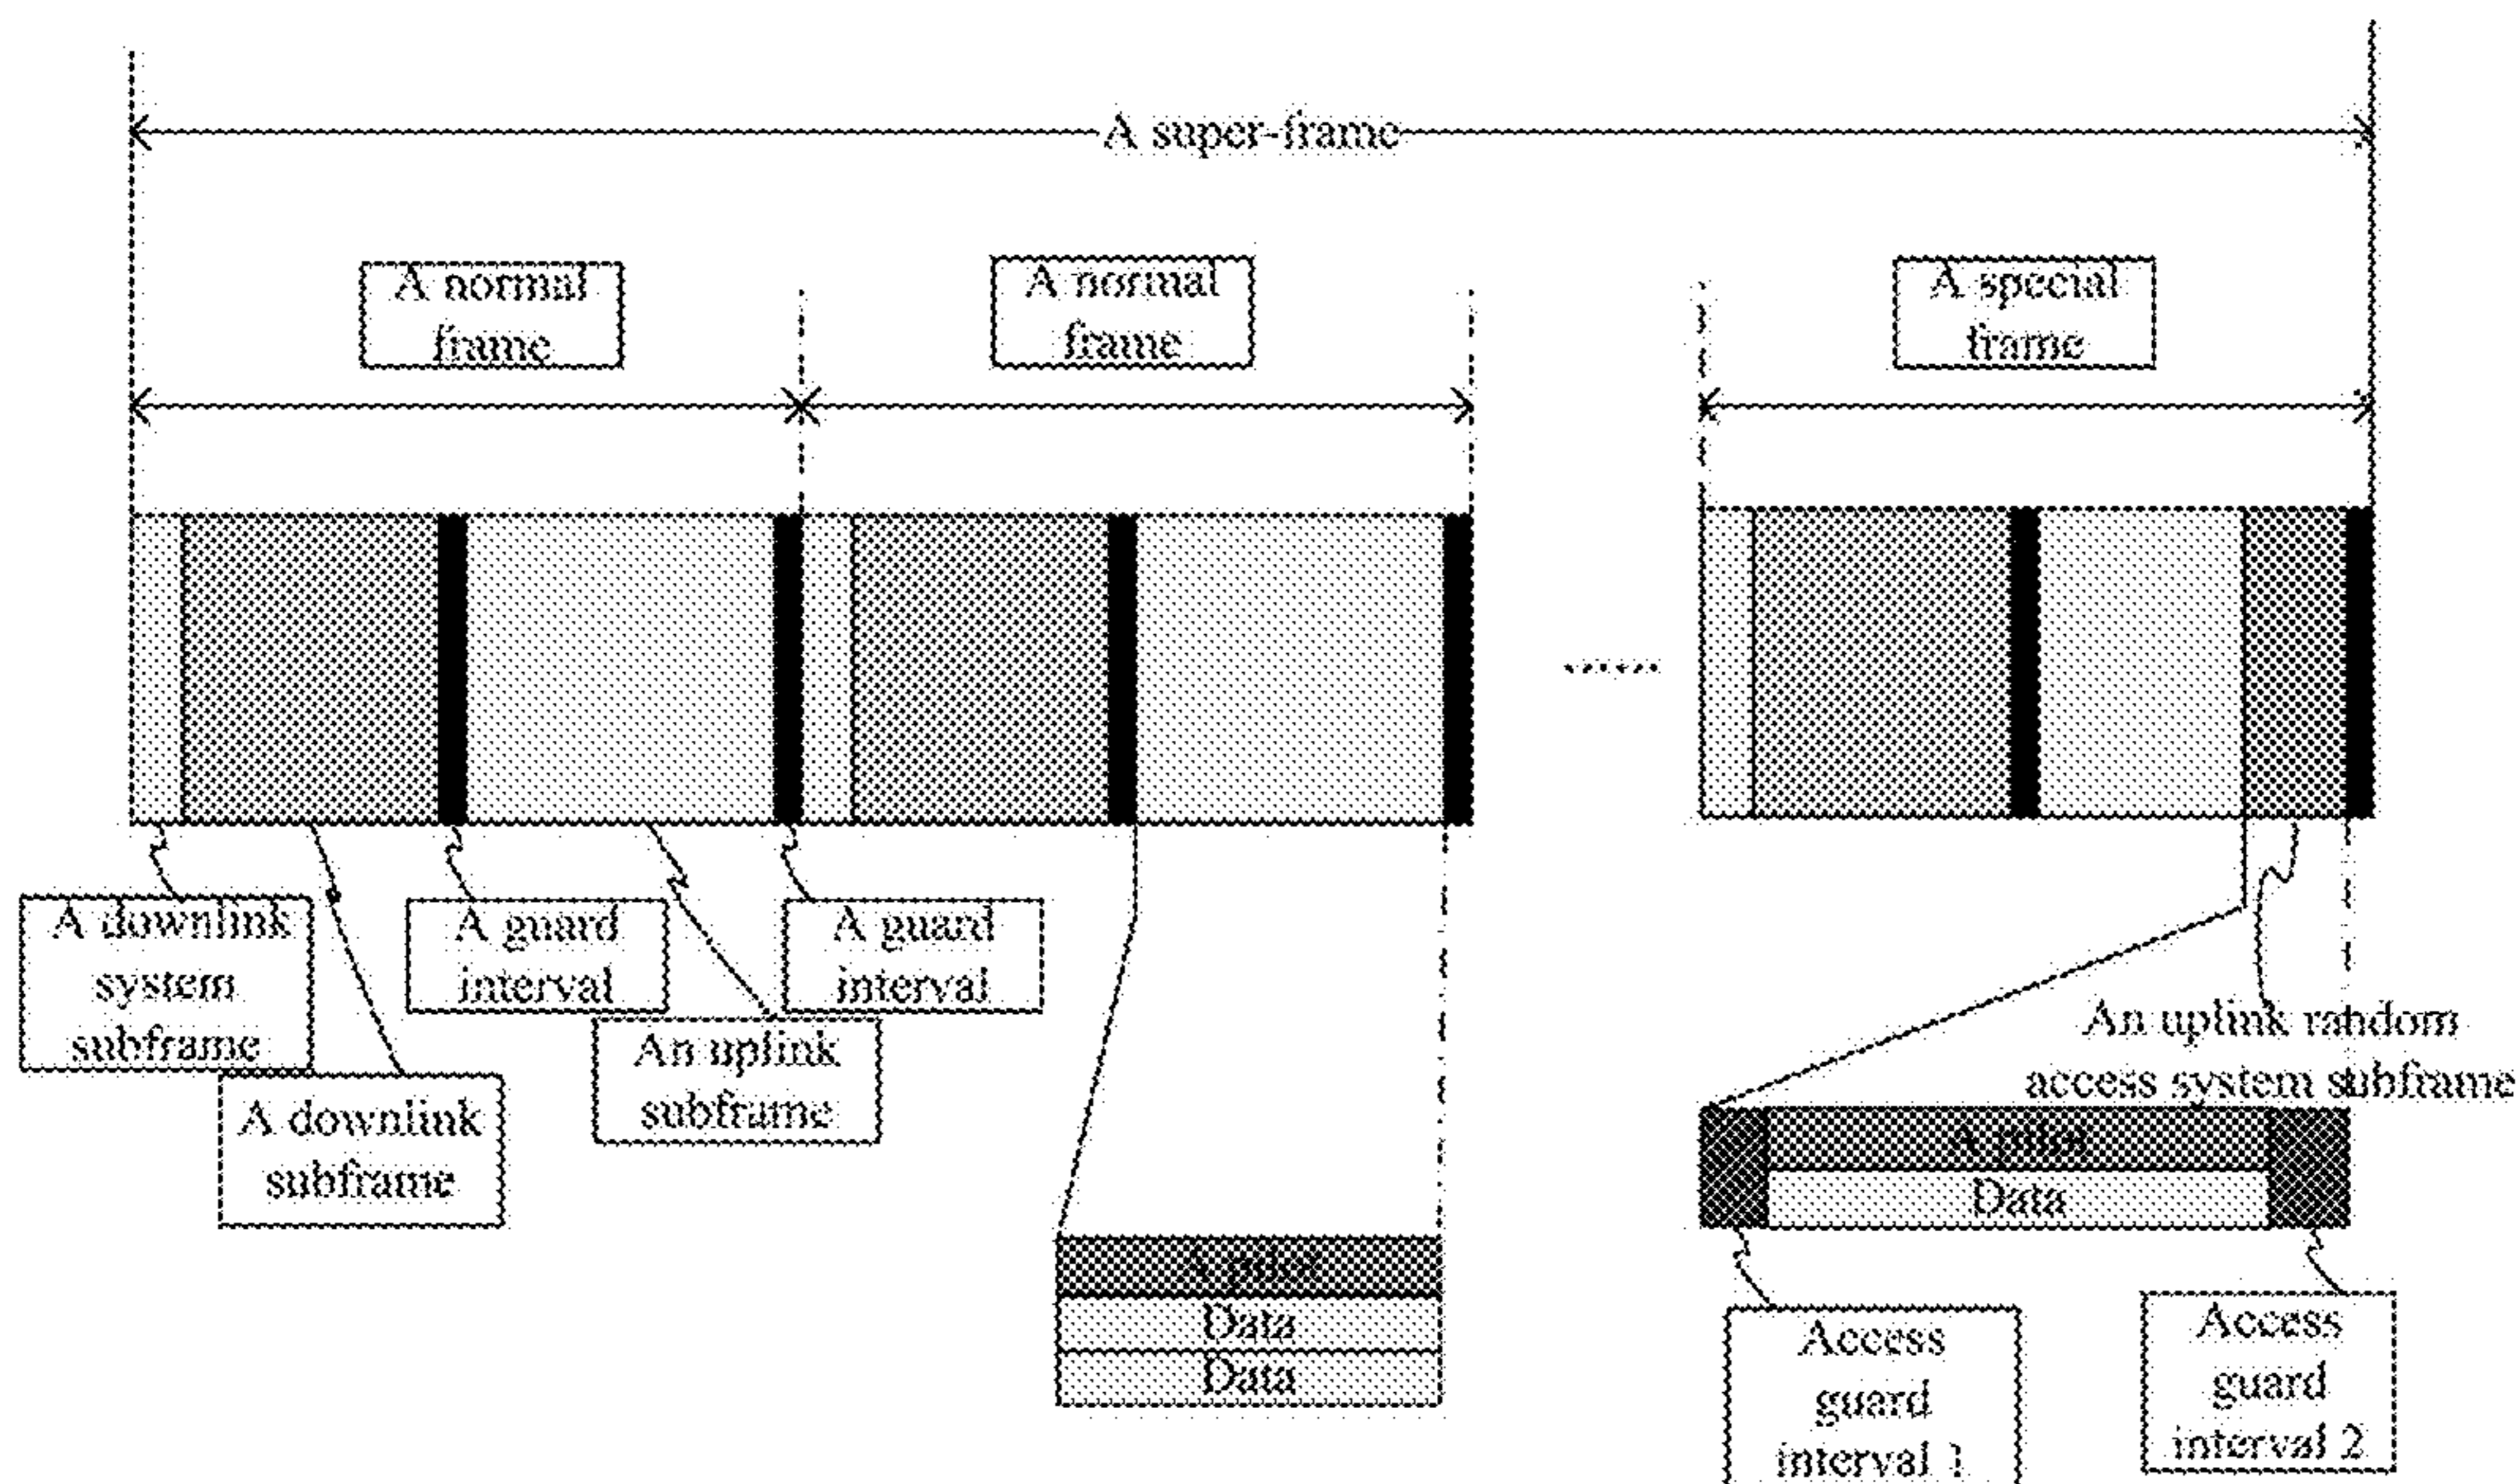 A super-frame
A normal
frame
A normal
frame
A special
frame
A downlink
system
subframe
A downlink
subframe
A guard
interval
An uplink
subframe
A guard
interval
An uplink random
access system subframe
A pilot
Data
Data
A pilot
Data
Access
guard
interval 1
Access
guard
interval 2